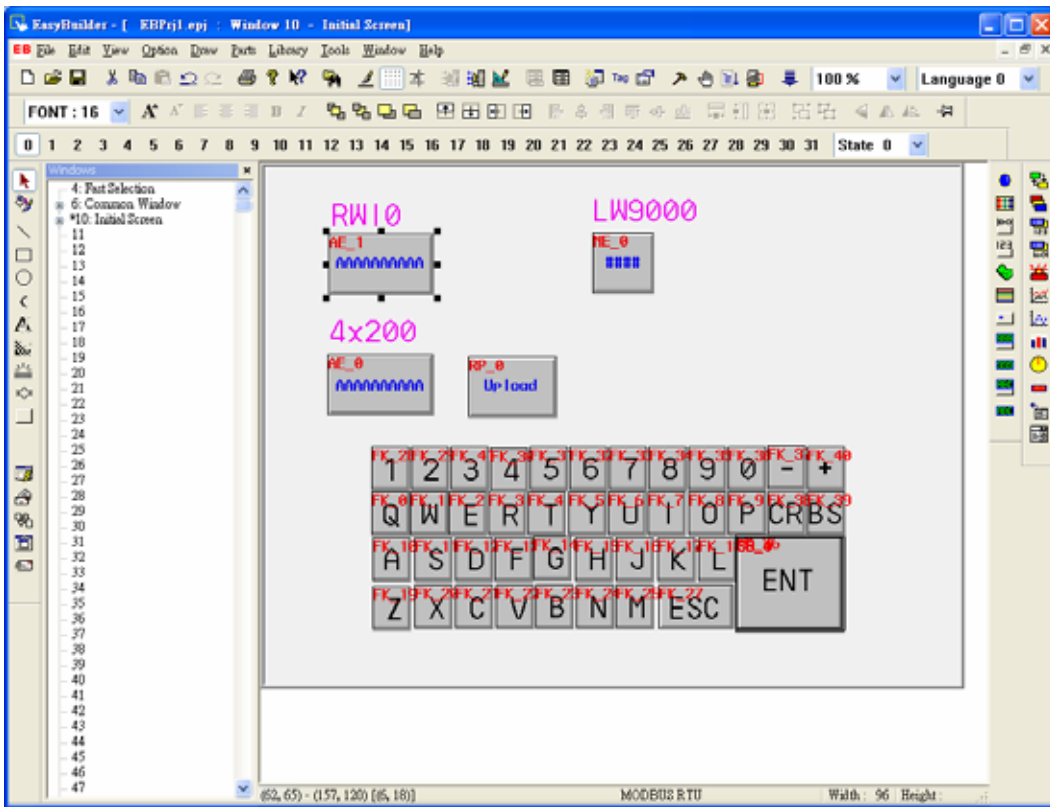 EasyBuilder - [ EBPrj1.epj : Window 10 - Initial Screen]
EB File Edit View Option Draw Parts Library Tools Window Help
100 % Language 0
FONT : 16
0 1 2 3 4 5 6 7 8 9 10 11 12 13 14 15 16 17 18 19 20 21 22 23 24 25 26 27 28 29 30 31 State 0
Windows
4: Fast Selection
6: Common Window
*10: Initial Screen
11
12
13
14
15
16
17
18
19
20
21
22
23
24
25
26
27
28
29
30
31
32
33
34
35
36
37
38
39
40
41
42
43
44
45
46
47
RWI0
LW9000
AE_1
NE_0
^^^^^^^^^^
####
4x200
AE_0
RP_0
^^^^^^^^^^
Upload
1 2 3 4 5 6 7 8 9 0 - +
Q W E R T Y U I O P CR BS
A S D F G H J K L
ENT
Z X C V B N M ESC
(62, 65) - (157, 120) [(6, 18)] MODBUS RTU Width : 96 Height :